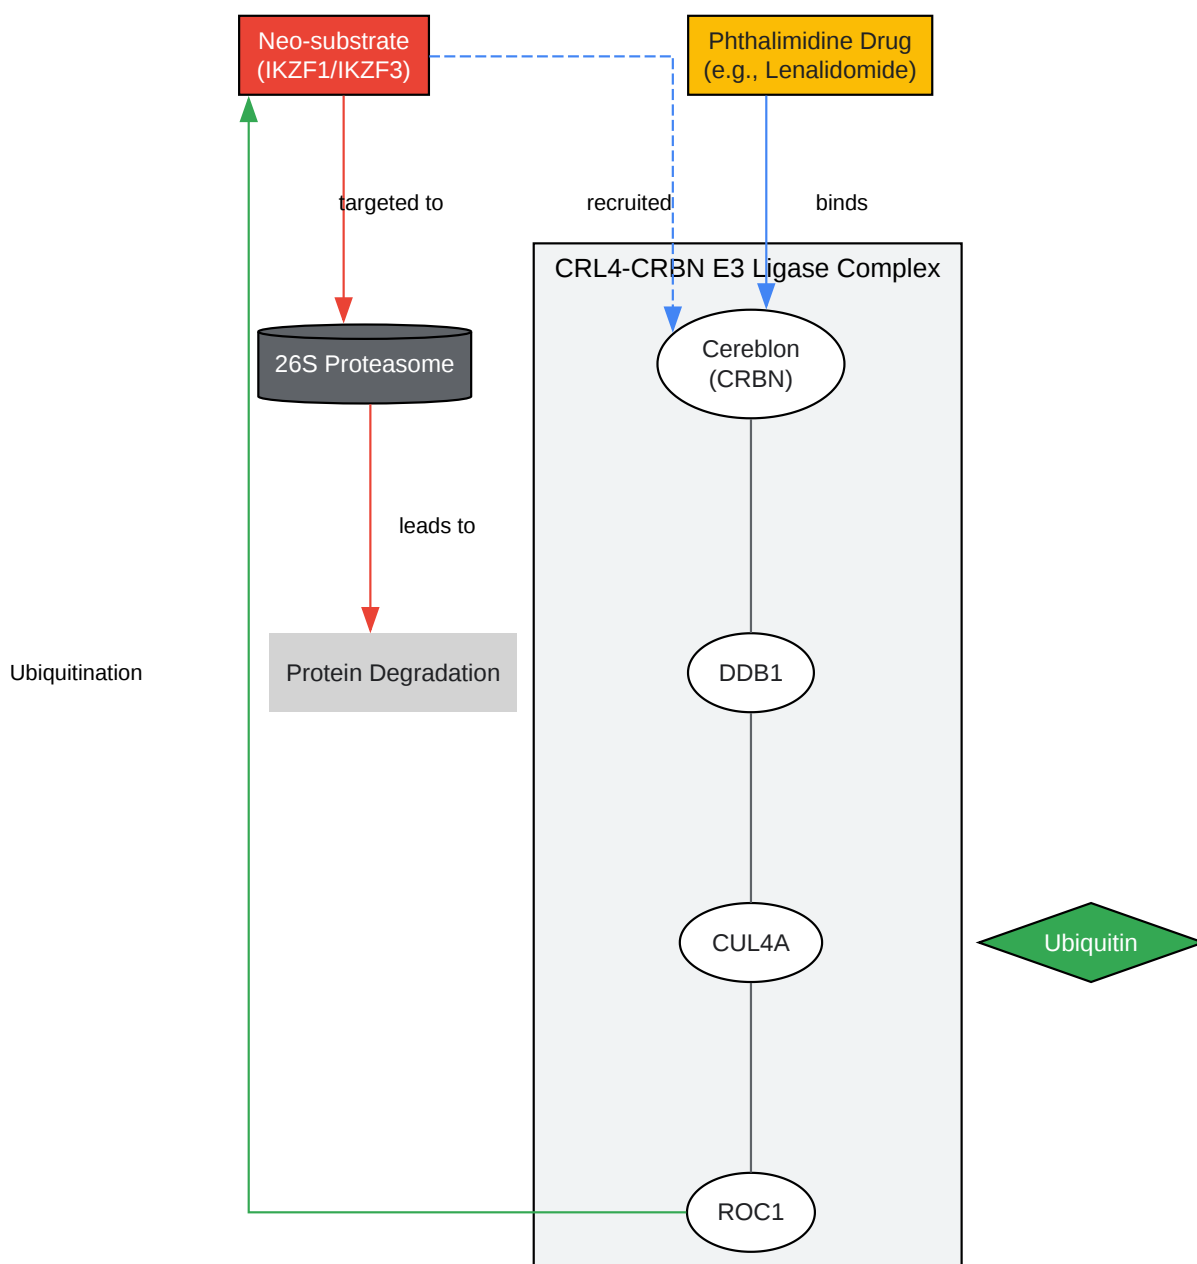 Neo-substrate
(IKZF1/IKZF3)
Phthalimidine Drug
(e.g., Lenalidomide)
targeted to
recruited
binds
CRL4-CRBN E3 Ligase Complex
26S Proteasome
Cereblon
(CRBN)
leads to
Ubiquitination
Protein Degradation
DDB1
CUL4A
Ubiquitin
ROC1